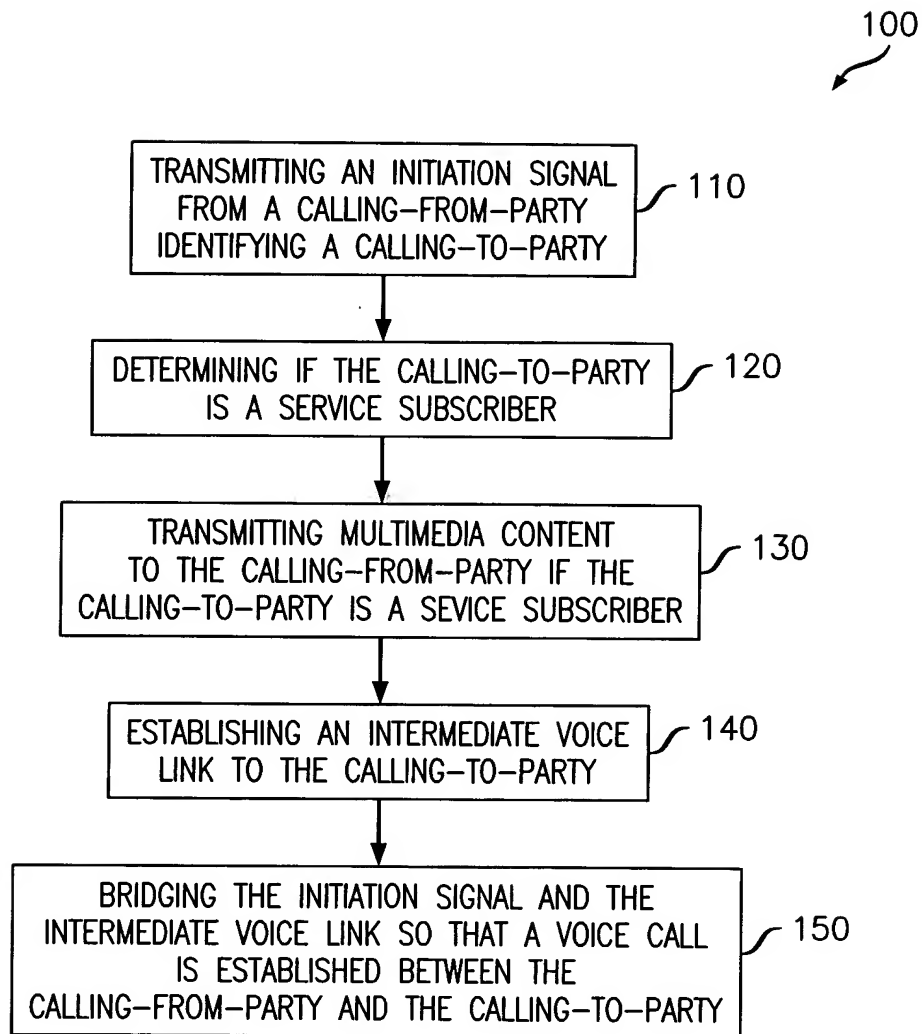 100
TRANSMITTING AN INITIATION SIGNAL
FROM A CALLING-FROM-PARTY
IDENTIFYING A CALLING-TO-PARTY
110
DETERMINING IF THE CALLING-TO-PARTY
IS A SERVICE SUBSCRIBER
120
TRANSMITTING MULTIMEDIA CONTENT
TO THE CALLING-FROM-PARTY IF THE
CALLING-TO-PARTY IS A SEVICE SUBSCRIBER
130
ESTABLISHING AN INTERMEDIATE VOICE
LINK TO THE CALLING-TO-PARTY
140
BRIDGING THE INITIATION SIGNAL AND THE
INTERMEDIATE VOICE LINK SO THAT A VOICE CALL
IS ESTABLISHED BETWEEN THE
CALLING-FROM-PARTY AND THE CALLING-TO-PARTY
150